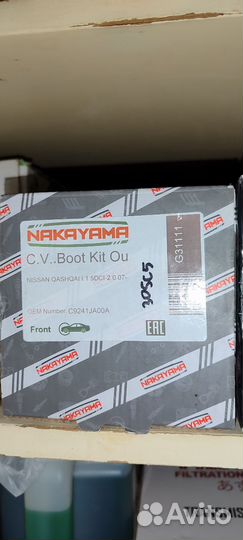 NAKAYAMA
NAKAYAMA
C.V..Boot Kit Ou
NISSAN QASHQAI I 1.5DCI-2.0 07-
OEM Number: C9241JA00A
Front
EAC
G31111
305C5
FILTRATION
Avito